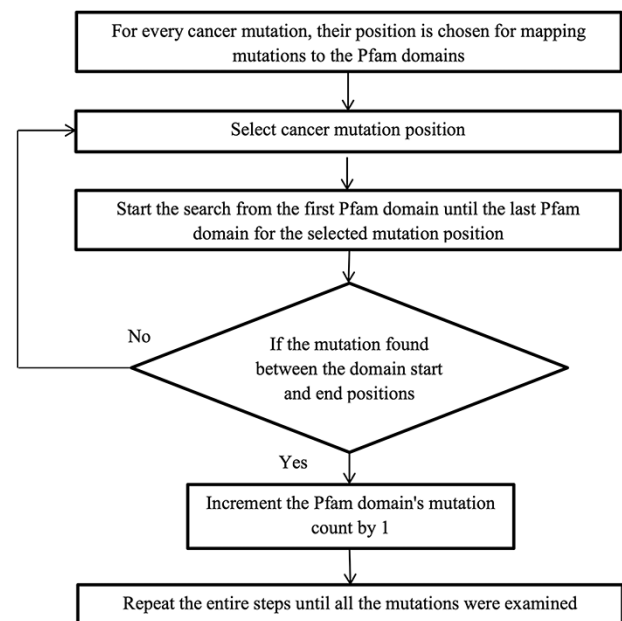 For every cancer mutation, their position is chosen for mapping
mutations to the Pfam domains
Select cancer mutation position
Start the search from the first Pfam domain until the last Pfam
domain for the selected mutation position
No
If the mutation found
between the domain start
and end positions
Yes
Increment the Pfam domain's mutation
count by 1
Repeat the entire steps until all the mutations were examined